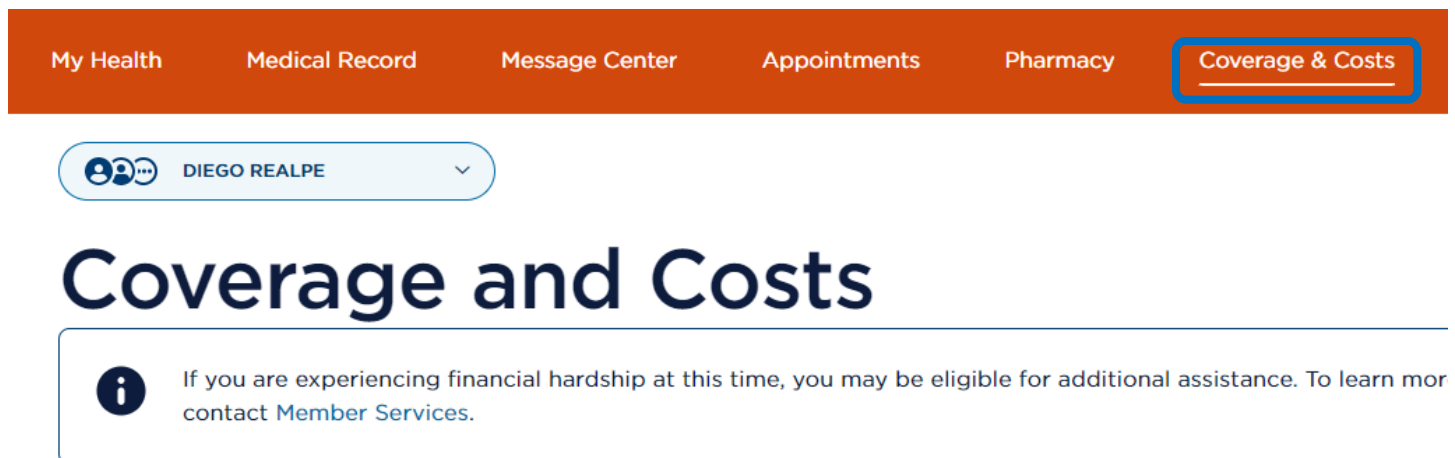 My Health Medical Record Message Center Appointments Pharmacy Coverage & Costs
DIEGO REALPE
Coverage and Costs
If you are experiencing financial hardship at this time, you may be eligible for additional assistance. To learn mor
contact Member Services.